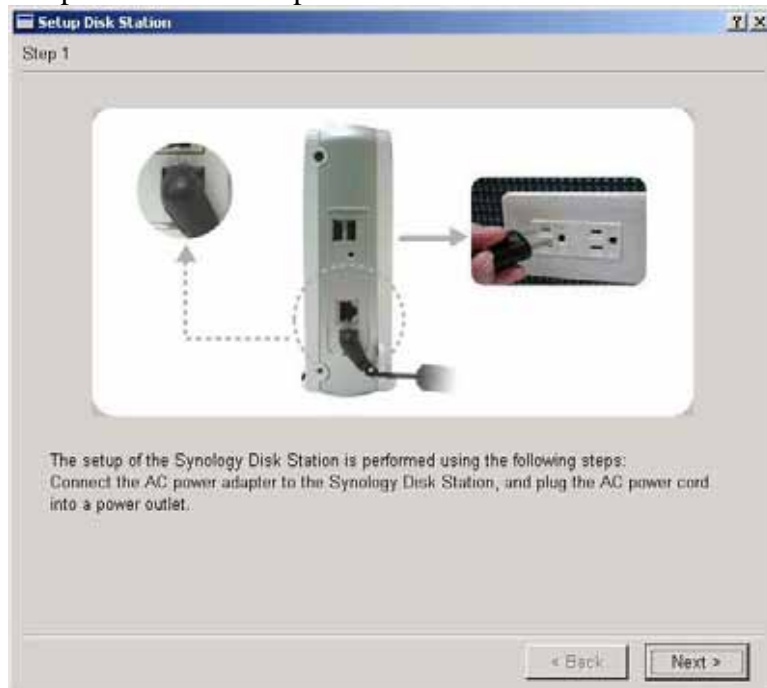 Setup Disk Station
Step 1
The setup of the Synology Disk Station is performed using the following steps:
Connect the AC power adapter to the Synology Disk Station, and plug the AC power cord
into a power outlet.
< Back
Next >